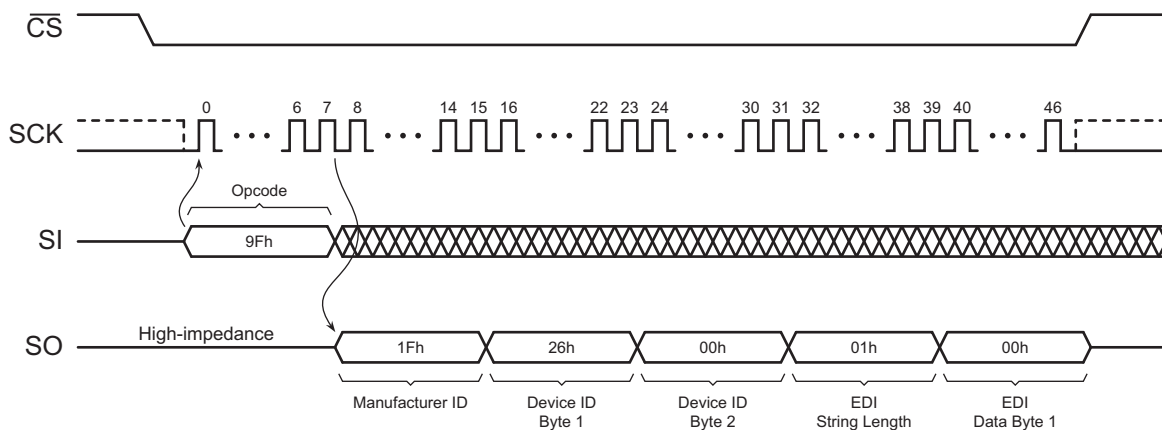 CS
0 6 7 8 14 15 16 22 23 24 30 31 32 38 39 40 46
SCK
Opcode
SI
9Fh
High-impedance
SO
1Fh 26h 00h 01h 00h
Manufacturer ID Device ID Device ID EDI EDI
Byte 1 Byte 2 String Length Data Byte 1